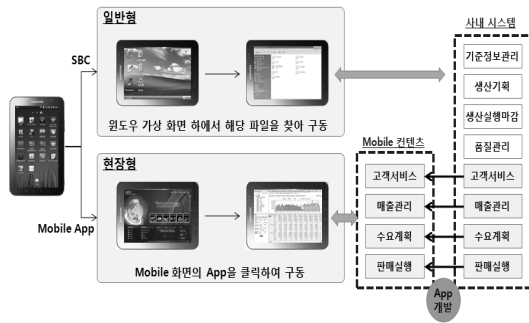 일반형
SBC
윈도우 가상 화면 하에서 해당 파일을 찾아 구동
현장형
Mobile App
Mobile 화면의 App을 클릭하여 구동
Mobile 컨텐츠
고객서비스
매출관리
수요계획
판매실행
사내 시스템
기준정보관리
생산기획
생산실행마감
품질관리
고객서비스
매출관리
수요계획
판매실행
App
개발